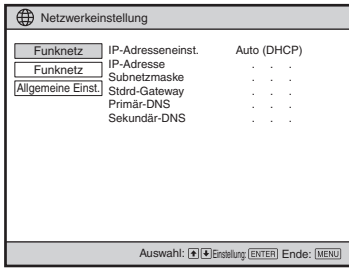 Netzwerkeinstellung
Funknetz
Funknetz
Allgemeine Einst.
IP-Adresseneinst. Auto (DHCP)
IP-Adresse . . .
Subnetzmaske . . .
Stdrd-Gateway . . .
Primär-DNS . . .
Sekundär-DNS . . .
Auswahl: ↑ ↓ Einstellung: ENTER Ende: MENU